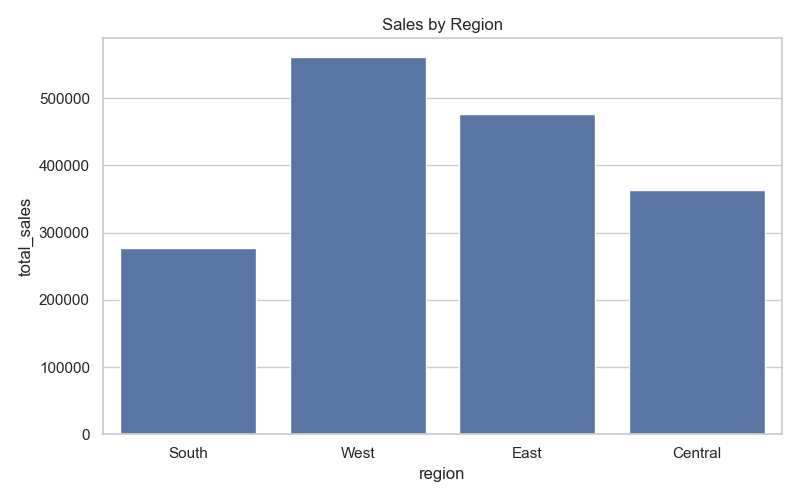 Sales by Region
total_sales
500000
400000
300000
200000
100000
0
South West East Central
region